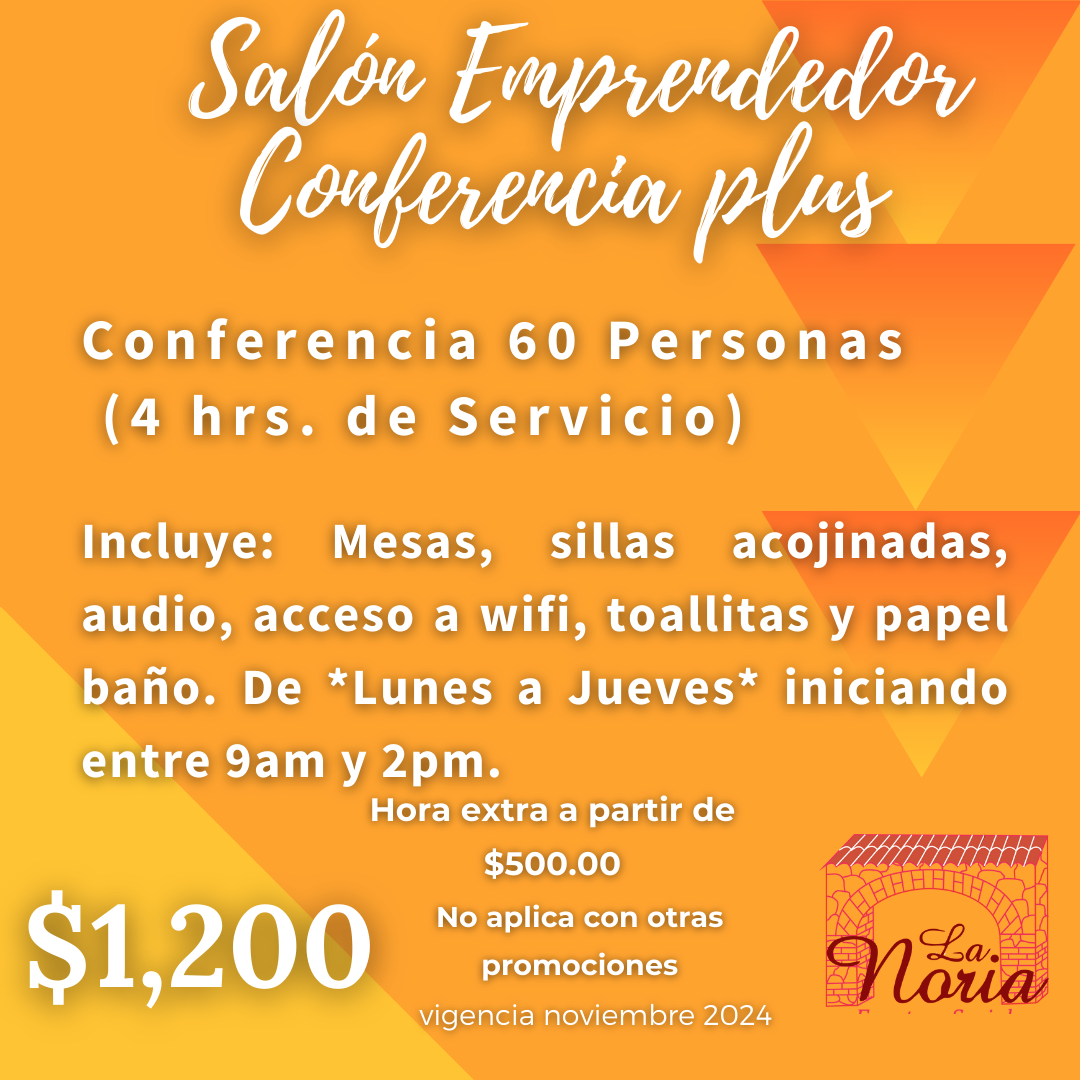 Salón Emprendedor
Conferencia plus
Conferencia 60 Personas
(4 hrs. de Servicio)
Incluye: Mesas, sillas acojinadas,
audio, acceso a wifi, toallitas y papel
baño. De *Lunes a Jueves* iniciando
entre 9am y 2pm.
Hora extra a partir de
$500.00
No aplica con otras
promociones
vigencia noviembre 2024
$1,200
La
Noria